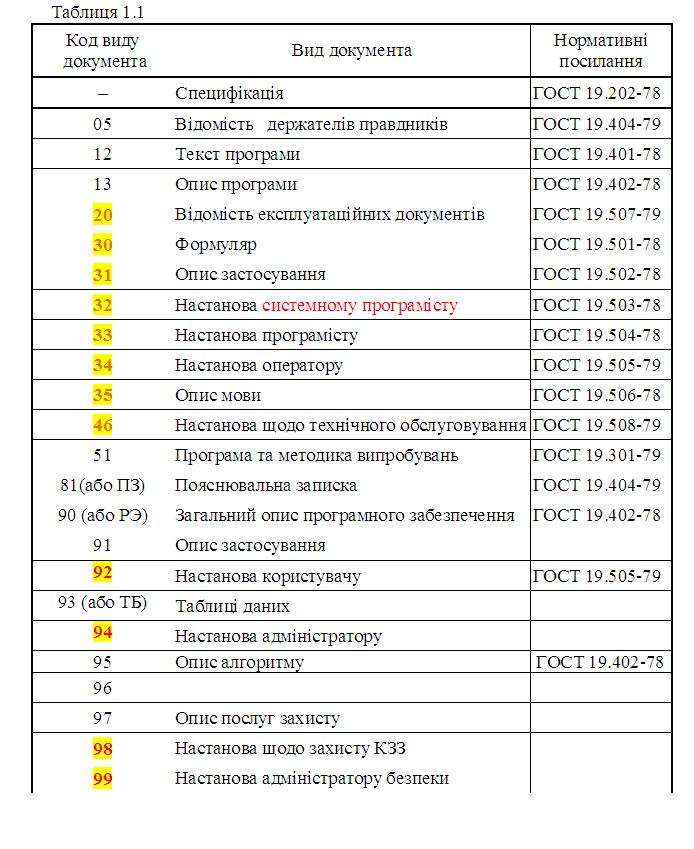 Таблиця 1.1
Код виду документа Вид документа Нормативні посилання
– Специфікація ГОСТ 19.202-78
05 Відомість держателів правдників ГОСТ 19.404-79
12 Текст програми ГОСТ 19.401-78
13 Опис програми ГОСТ 19.402-78
20 Відомість експлуатаційних документів ГОСТ 19.507-79
30 Формуляр ГОСТ 19.501-78
31 Опис застосування ГОСТ 19.502-78
32 Настанова системному програмісту ГОСТ 19.503-78
33 Настанова програмісту ГОСТ 19.504-78
34 Настанова оператору ГОСТ 19.505-79
35 Опис мови ГОСТ 19.506-78
46 Настанова щодо технічного обслуговування ГОСТ 19.508-79
51 Програма та методика випробувань ГОСТ 19.301-79
81(або ПЗ) Пояснювальна записка ГОСТ 19.404-79
90 (або РЭ) Загальний опис програмного забезпечення ГОСТ 19.402-78
91 Опис застосування
92 Настанова користувачу ГОСТ 19.505-79
93 (або ТБ) Таблиці даних
94 Настанова адміністратору
95 Опис алгоритму ГОСТ 19.402-78
96
97 Опис послуг захисту
98 Настанова щодо захисту КЗЗ
99 Настанова адміністратору безпеки